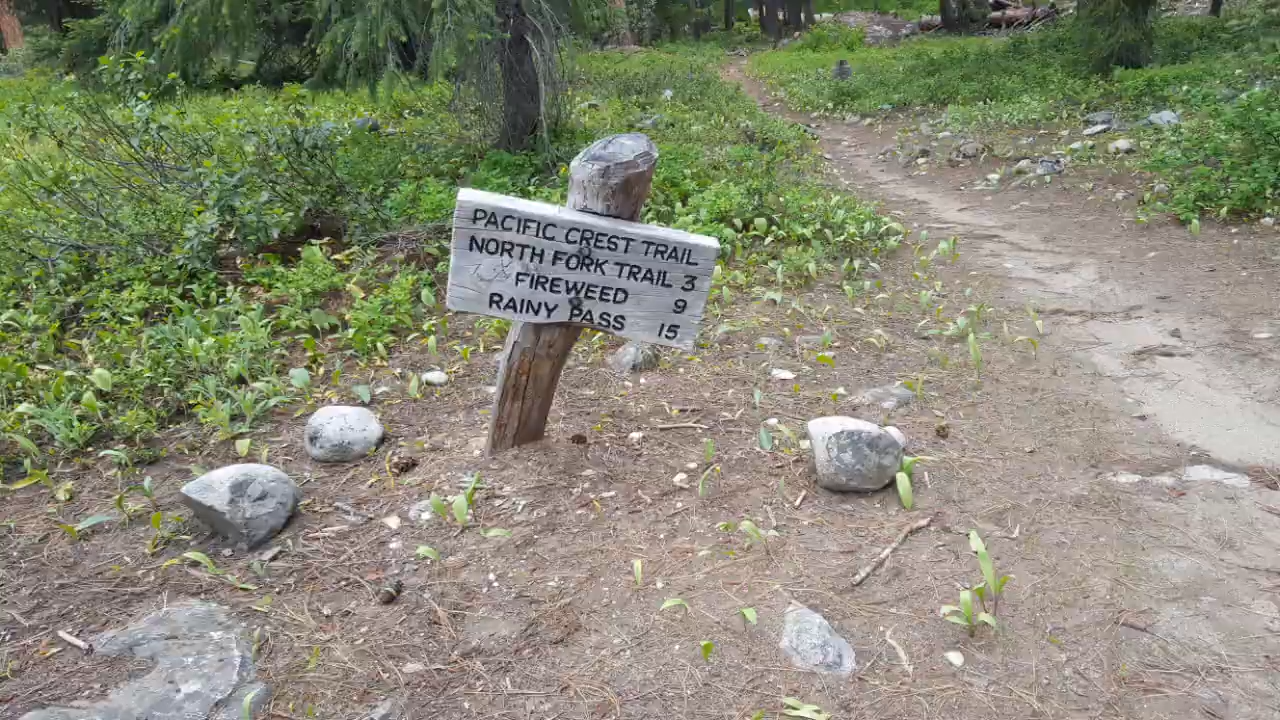 PACIFIC CREST TRAIL
NORTH FORK TRAIL 3
FIREWEED 9
RAINY PASS 15